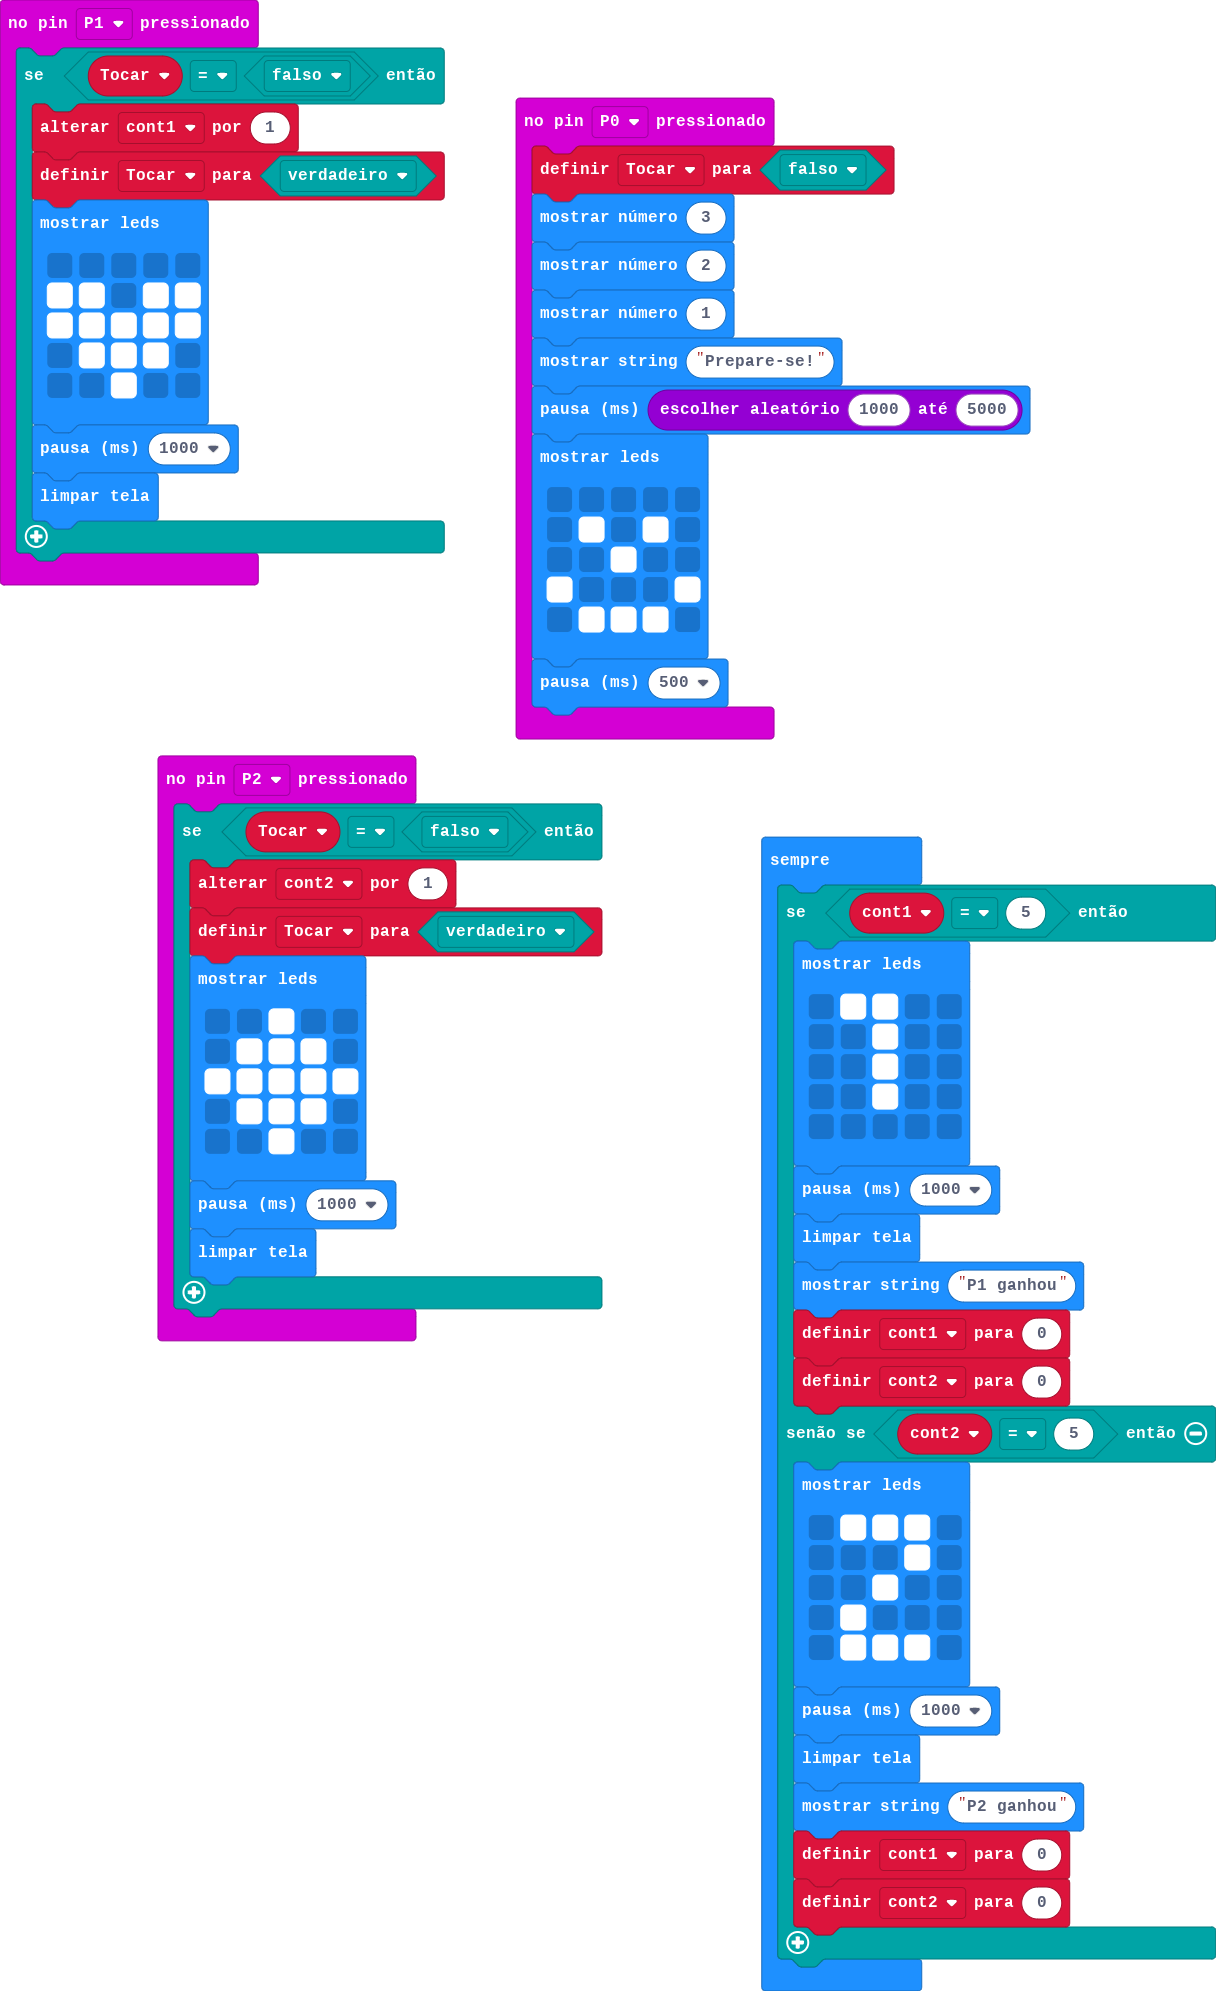 no pin P1 pressionado
se Tocar = falso então
alterar cont1 por 1
definir Tocar para verdadeiro
mostrar leds
pausa (ms) 1000
limpar tela
no pin P0 pressionado
definir Tocar para falso
mostrar número 3
mostrar número 2
mostrar número 1
mostrar string "Prepare-se!"
pausa (ms) escolher aleatório 1000 até 5000
mostrar leds
pausa (ms) 500
no pin P2 pressionado
se Tocar = falso então
alterar cont2 por 1
definir Tocar para verdadeiro
mostrar leds
pausa (ms) 1000
limpar tela
sempre
se cont1 = 5 então
mostrar leds
pausa (ms) 1000
limpar tela
mostrar string "P1 ganhou"
definir cont1 para 0
definir cont2 para 0
senão se cont2 = 5 então
mostrar leds
pausa (ms) 1000
limpar tela
mostrar string "P2 ganhou"
definir cont1 para 0
definir cont2 para 0